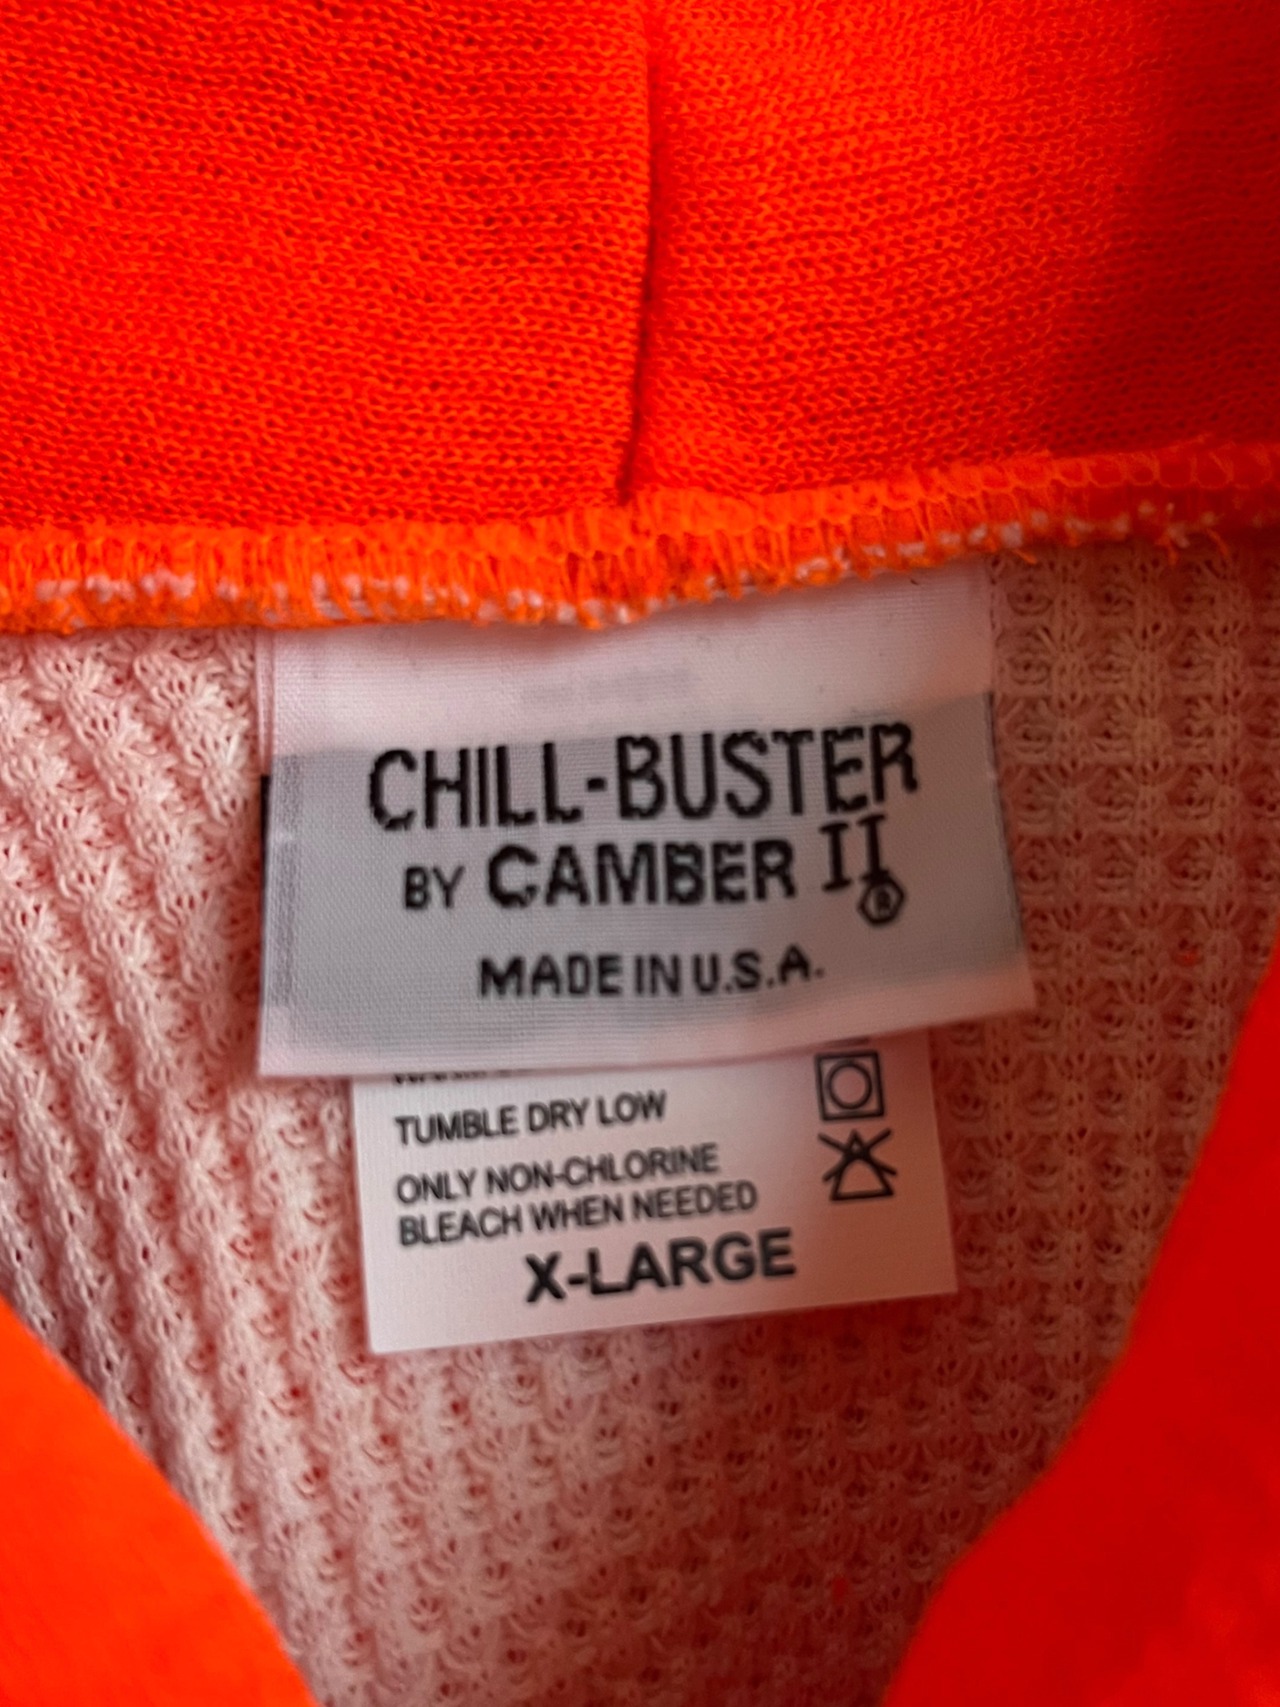 CHILL-BUSTER
BY CAMBER II ®
MADE IN U.S.A.
TUMBLE DRY LOW
ONLY NON-CHLORINE
BLEACH WHEN NEEDED
X-LARGE